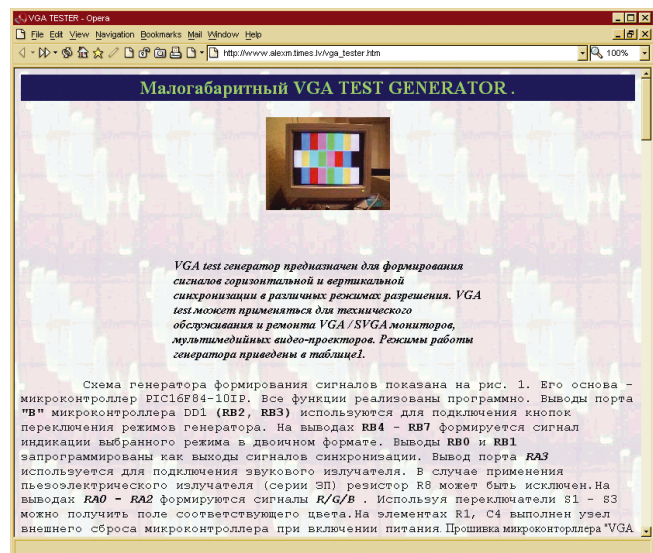 VGA TESTER - Opera
File Edit View Navigation Bookmarks Mail Window Help
http://www.alexm.times.lv/vga_tester.htm 100%
Малогабаритный VGA TEST GENERATOR .
VGA test генератор предназначен для формирования
сигналов горизонтальной и вертикальной
синхронизации в различных режимах разрешения. VGA
test может применяться для технического
обслуживания и ремонта VGA / SVGA мониторов,
мультимедийных видео-проекторов. Режимы работы
генератора приведены в таблице1.
Схема генератора формирования сигналов показана на рис. 1. Его основа -
микроконтроллер PIC16F84-10IP. Все функции реализованы программно. Выводы порта
"B" микроконтроллера DD1 (RB2, RB3) используются для подключения кнопок
переключения режимов генератора. На выводах RB4 - RB7 формируется сигнал
индикации выбранного режима в двоичном формате. Выводы RB0 и RB1
запрограммированы как выходы сигналов синхронизации. Вывод порта RA3
используется для подключения звукового излучателя. В случае применения
пьезоэлектрического излучателя (серии ЗП) резистор R8 может быть исключен.На
выводах RA0 - RA2 формируются сигналы R/G/B . Используя переключатели S1 - S3
можно получить поле соответствующего цвета.На элементах R1, C4 выполнен узел
внешнего сброса микроконтроллера при включении питания. Прошивка микроконторллера "VGA